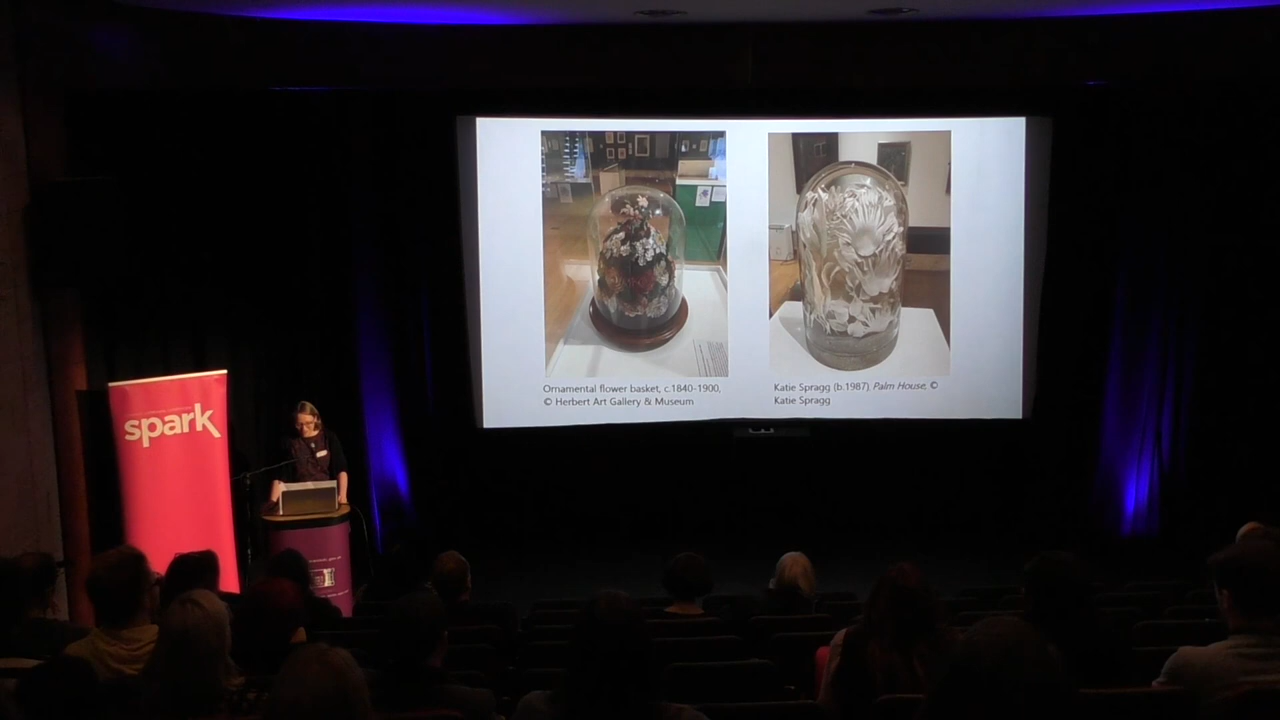 Ornamental flower basket, c.1840-1900,
© Herbert Art Gallery & Museum
Katie Spragg (b.1987), Palm House, ©
Katie Spragg
spark